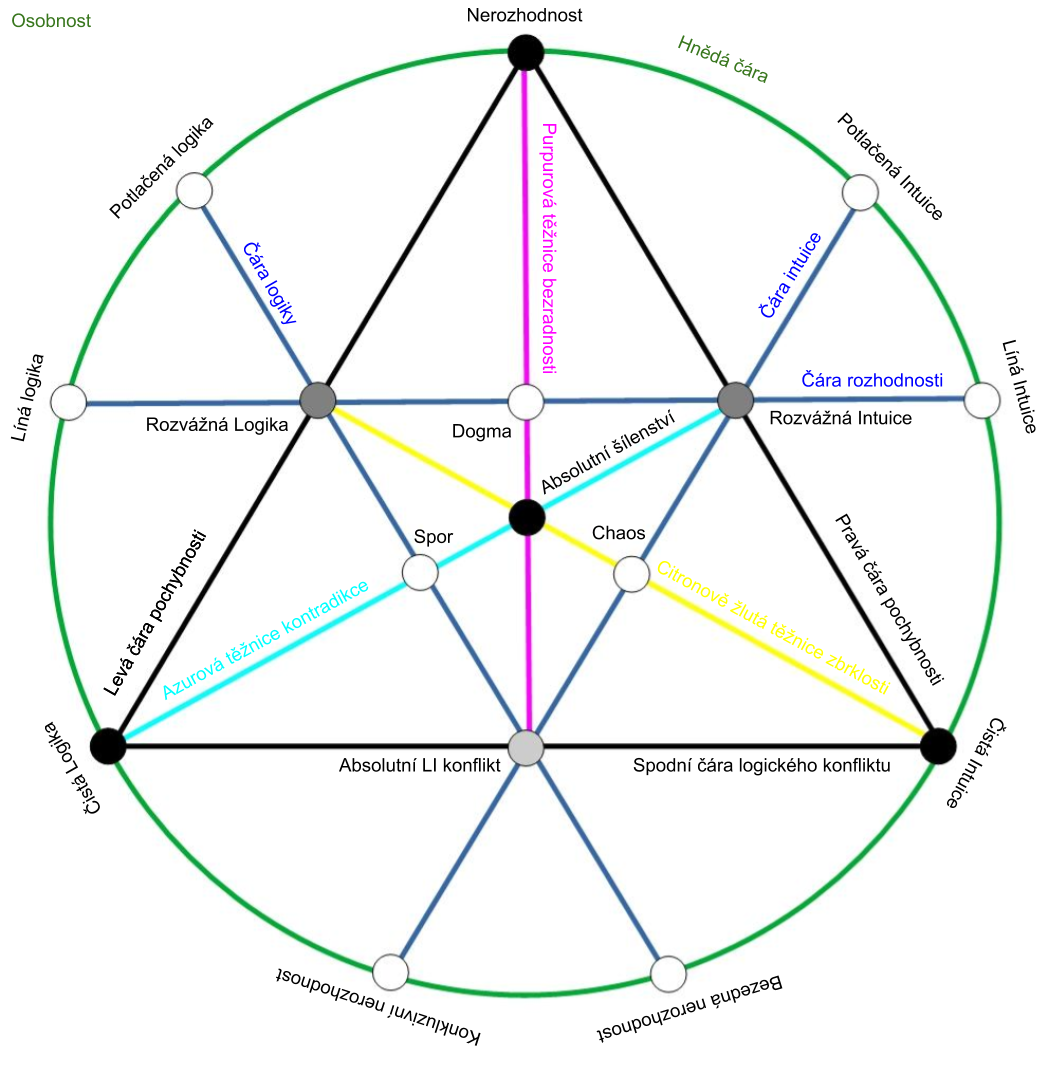 Nerozhodnost
Osobnost
Hnědá čára
Potlačená logika
Potlačená Intuice
Purpurová těžnice bezradnosti
Čára logiky
Čára intuice
Líná logika
Líná Intuice
Čára rozhodnosti
Rozvážná Logika
Dogma
Rozvážná Intuice
Absolutní šílenství
Spor
Chaos
Levá čára pochybnosti
Pravá čára pochybnosti
Azurová těžnice kontradikce
Citronově žlutá těžnice zbrklosti
Čistá Logika
Čistá Intuice
Absolutní LI konflikt
Spodní čára logického konfliktu
Konkluzivní nerozhodnost
Bezedná nerozhodnost